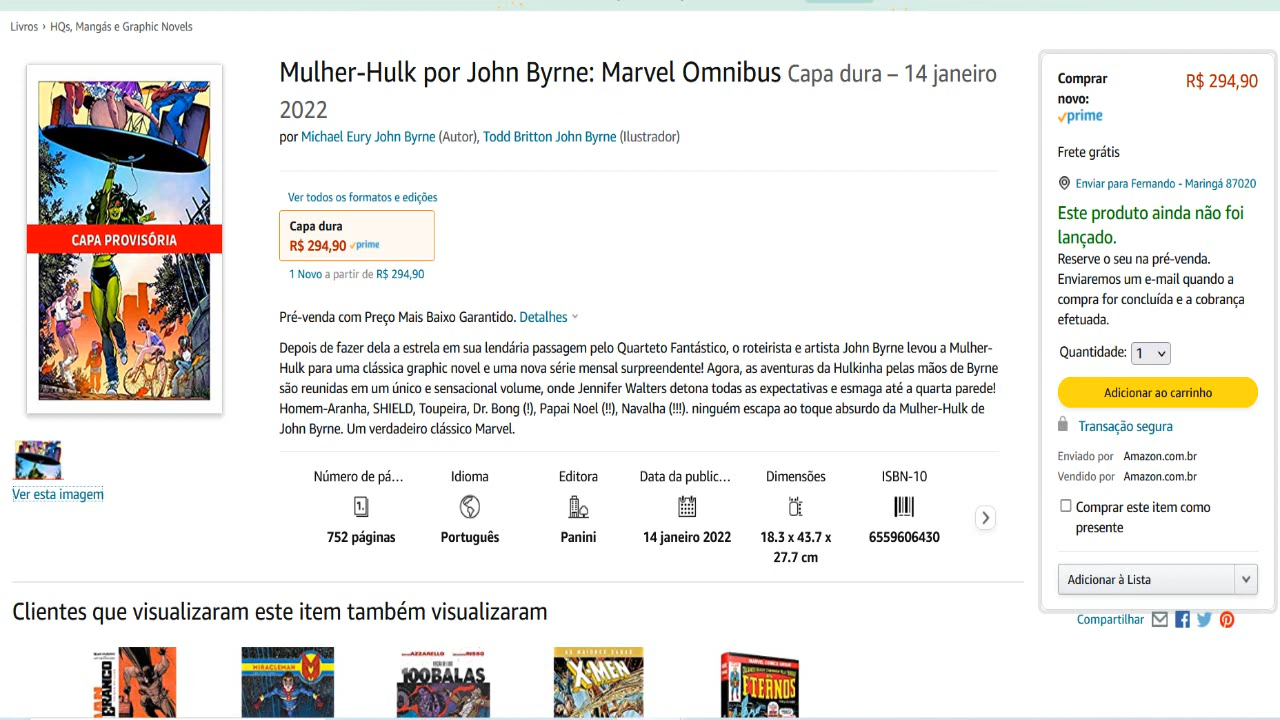 Livros › HQs, Mangás e Graphic Novels
CAPA PROVISÓRIA
Ver esta imagem
Mulher-Hulk por John Byrne: Marvel Omnibus Capa dura – 14 janeiro
2022
por Michael Eury John Byrne (Autor), Todd Britton John Byrne (Ilustrador)
Ver todos os formatos e edições
Capa dura
R$ 294,90 prime
1 Novo a partir de R$ 294,90
Pré-venda com Preço Mais Baixo Garantido. Detalhes
Depois de fazer dela a estrela em sua lendária passagem pelo Quarteto Fantástico, o roteirista e artista John Byrne levou a Mulher-
Hulk para uma clássica graphic novel e uma nova série mensal surpreendente! Agora, as aventuras da Hulkinha pelas mãos de Byrne
são reunidas em um único e sensacional volume, onde Jennifer Walters detona todas as expectativas e esmaga até a quarta parede!
Homem-Aranha, SHIELD, Toupeira, Dr. Bong (!), Papai Noel (!!), Navalha (!!!). ninguém escapa ao toque absurdo da Mulher-Hulk de
John Byrne. Um verdadeiro clássico Marvel.
Número de pá... Idioma Editora Data da public... Dimensões ISBN-10
1.
752 páginas Português Panini 14 janeiro 2022 18.3 x 43.7 x 6559606430
27.7 cm
Comprar R$ 294,90
novo:
prime
Frete grátis
Enviar para Fernando - Maringá 87020
Este produto ainda não foi
lançado.
Reserve o seu na pré-venda.
Enviaremos um e-mail quando a
compra for concluída e a cobrança
efetuada.
Quantidade: 1
Adicionar ao carrinho
Transação segura
Enviado por Amazon.com.br
Vendido por Amazon.com.br
Comprar este item como
presente
Adicionar à Lista
Compartilhar
Clientes que visualizaram este item também visualizaram
MIRACLEMAN
AZZARELLO RISSO
100 BALAS
X-MEN
ETERNOS